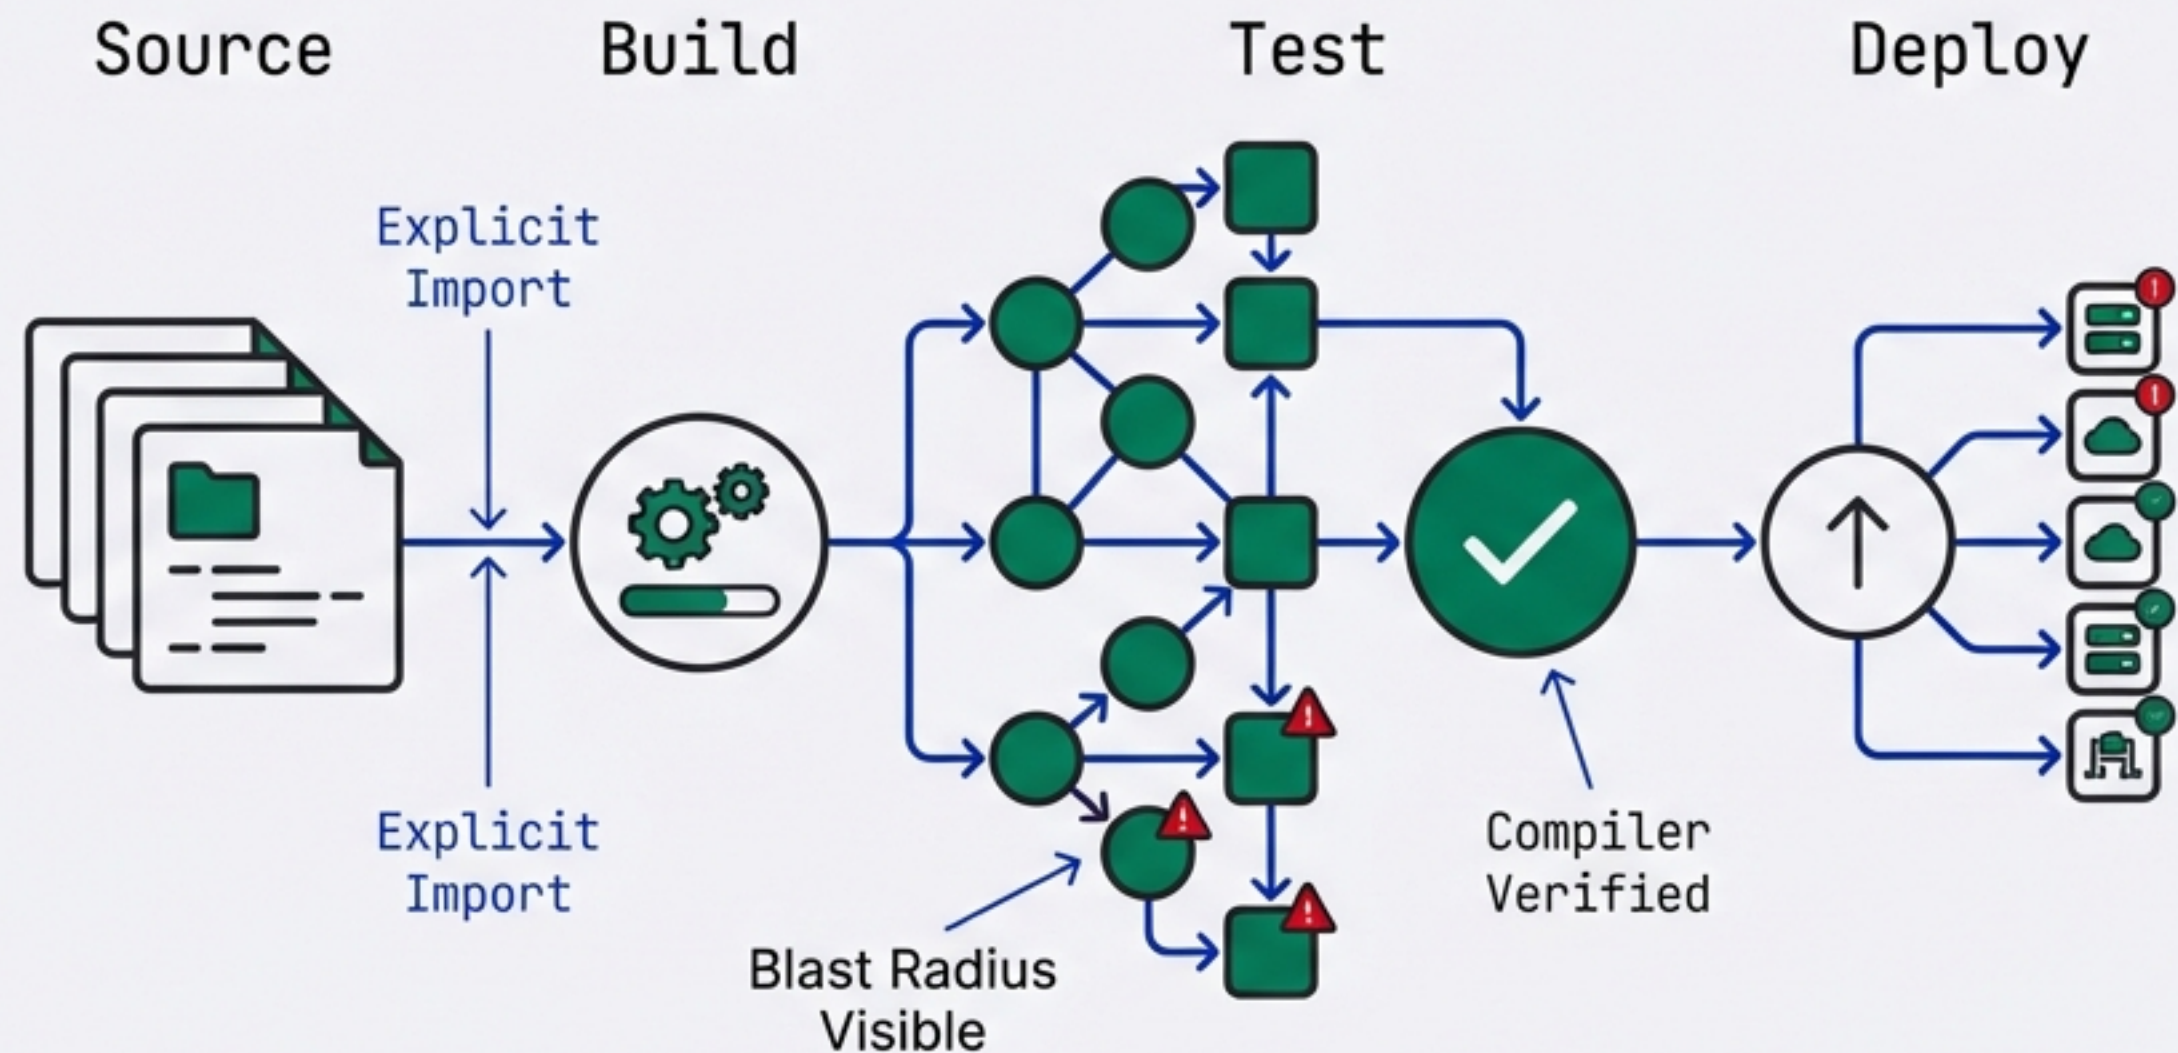 Source
Build
Test
Deploy
Explicit
Import
Explicit
Import
Blast Radius
Visible
Compiler
Verified